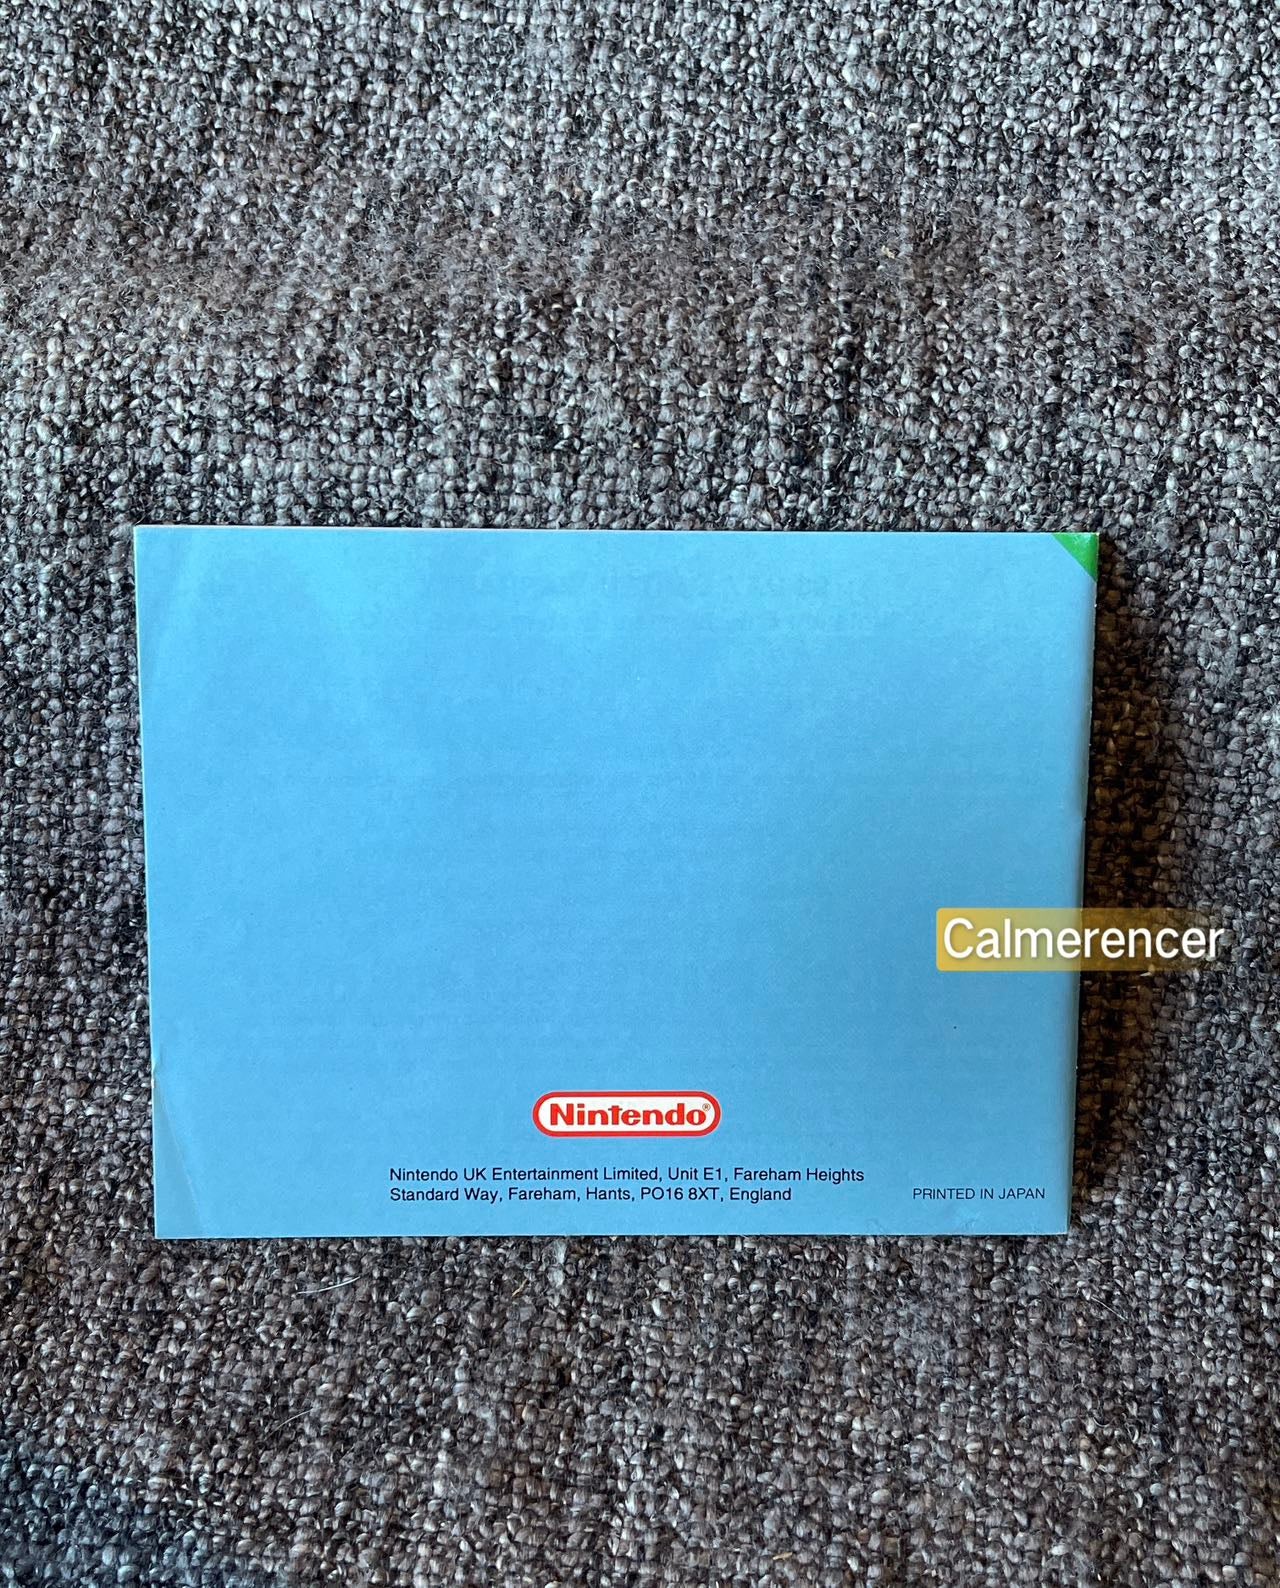 Calmerencer
Nintendo®
Nintendo UK Entertainment Limited, Unit E1, Fareham Heights
Standard Way, Fareham, Hants, PO16 8XT, England
PRINTED IN JAPAN